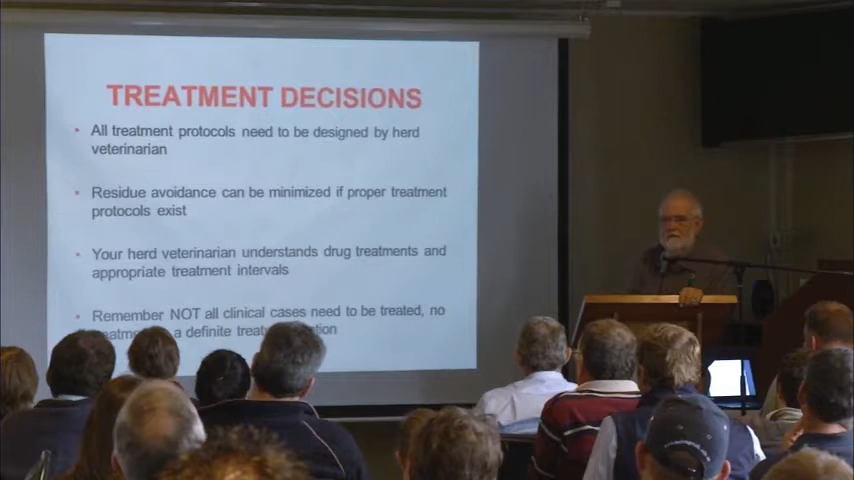 TREATMENT DECISIONS
• All treatment protocols need to be designed by herd
veterinarian
• Residue avoidance can be minimized if proper treatment
protocols exist
• Your herd veterinarian understands drug treatments and
appropriate treatment intervals
• Remember NOT all clinical cases need to be treated, no
a definite